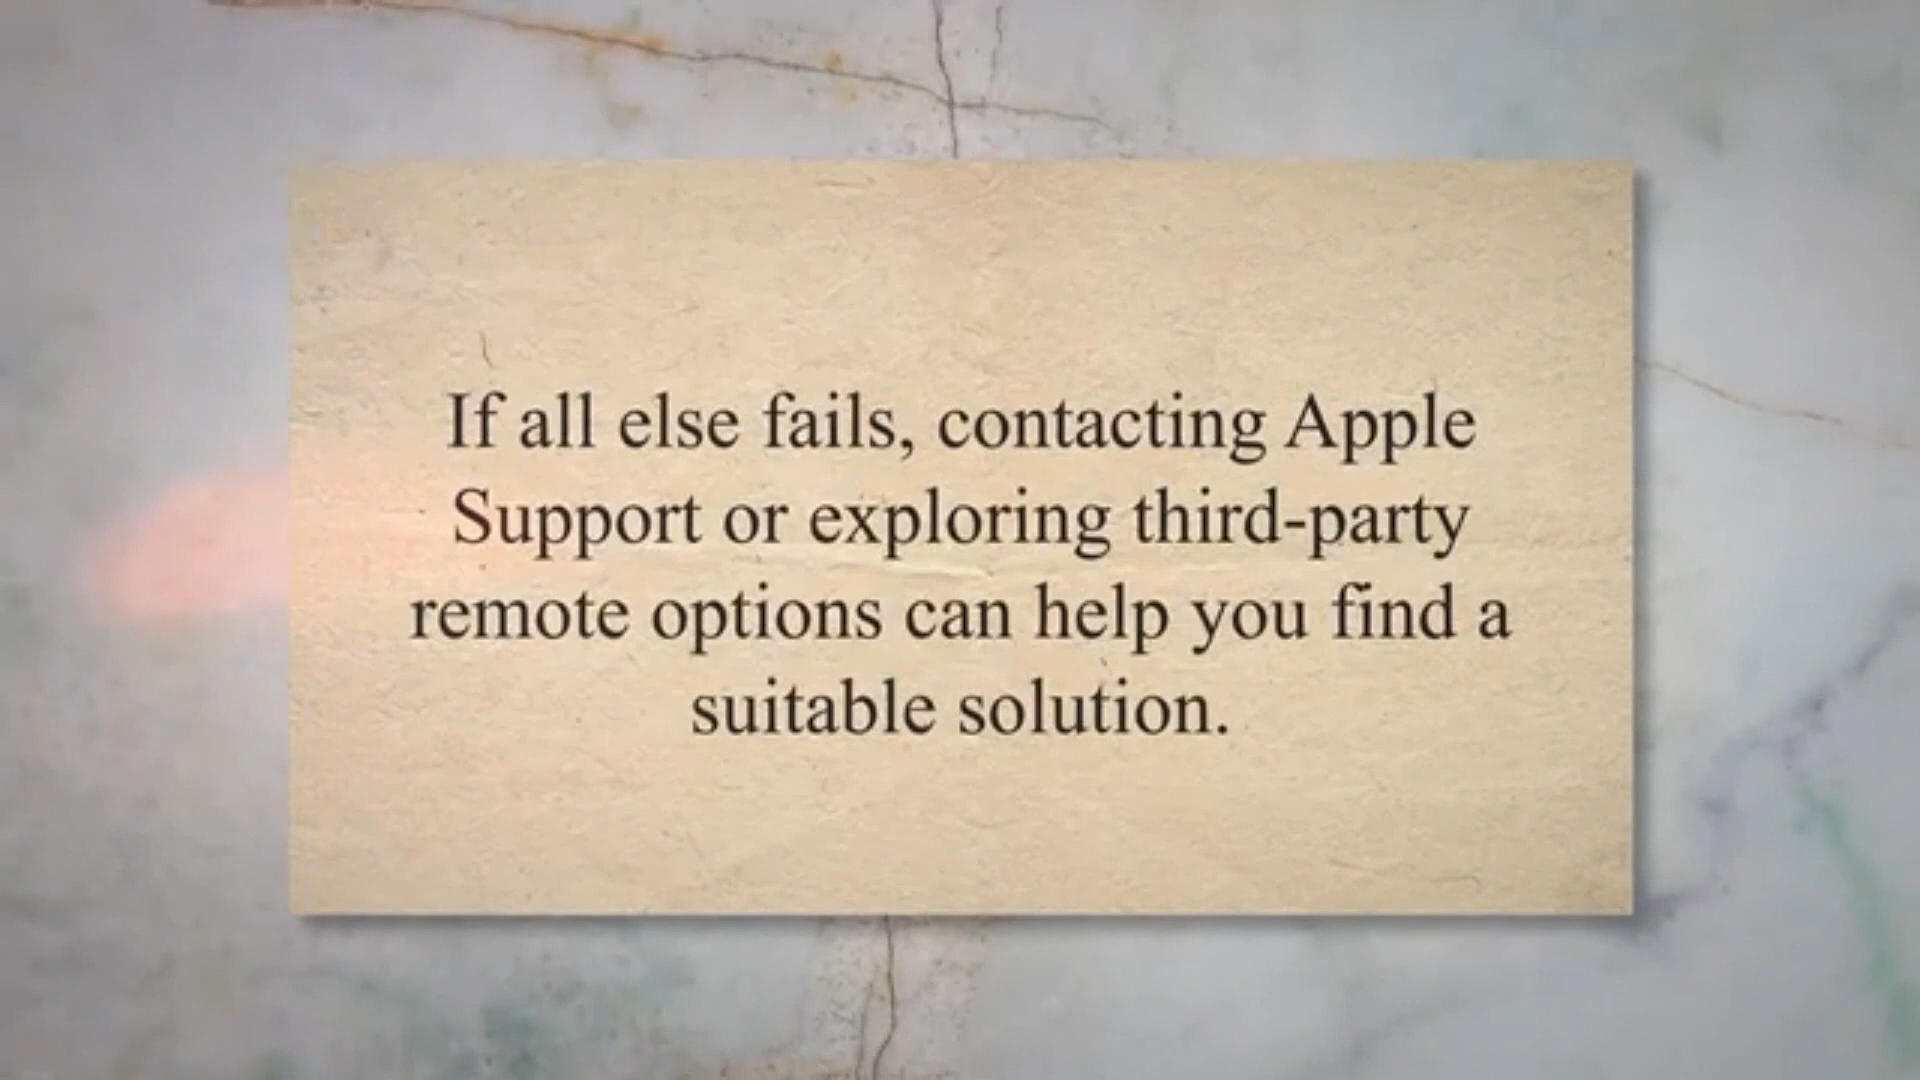 If all else fails, contacting Apple
Support or exploring third-party
remote options can help you find a
suitable solution.